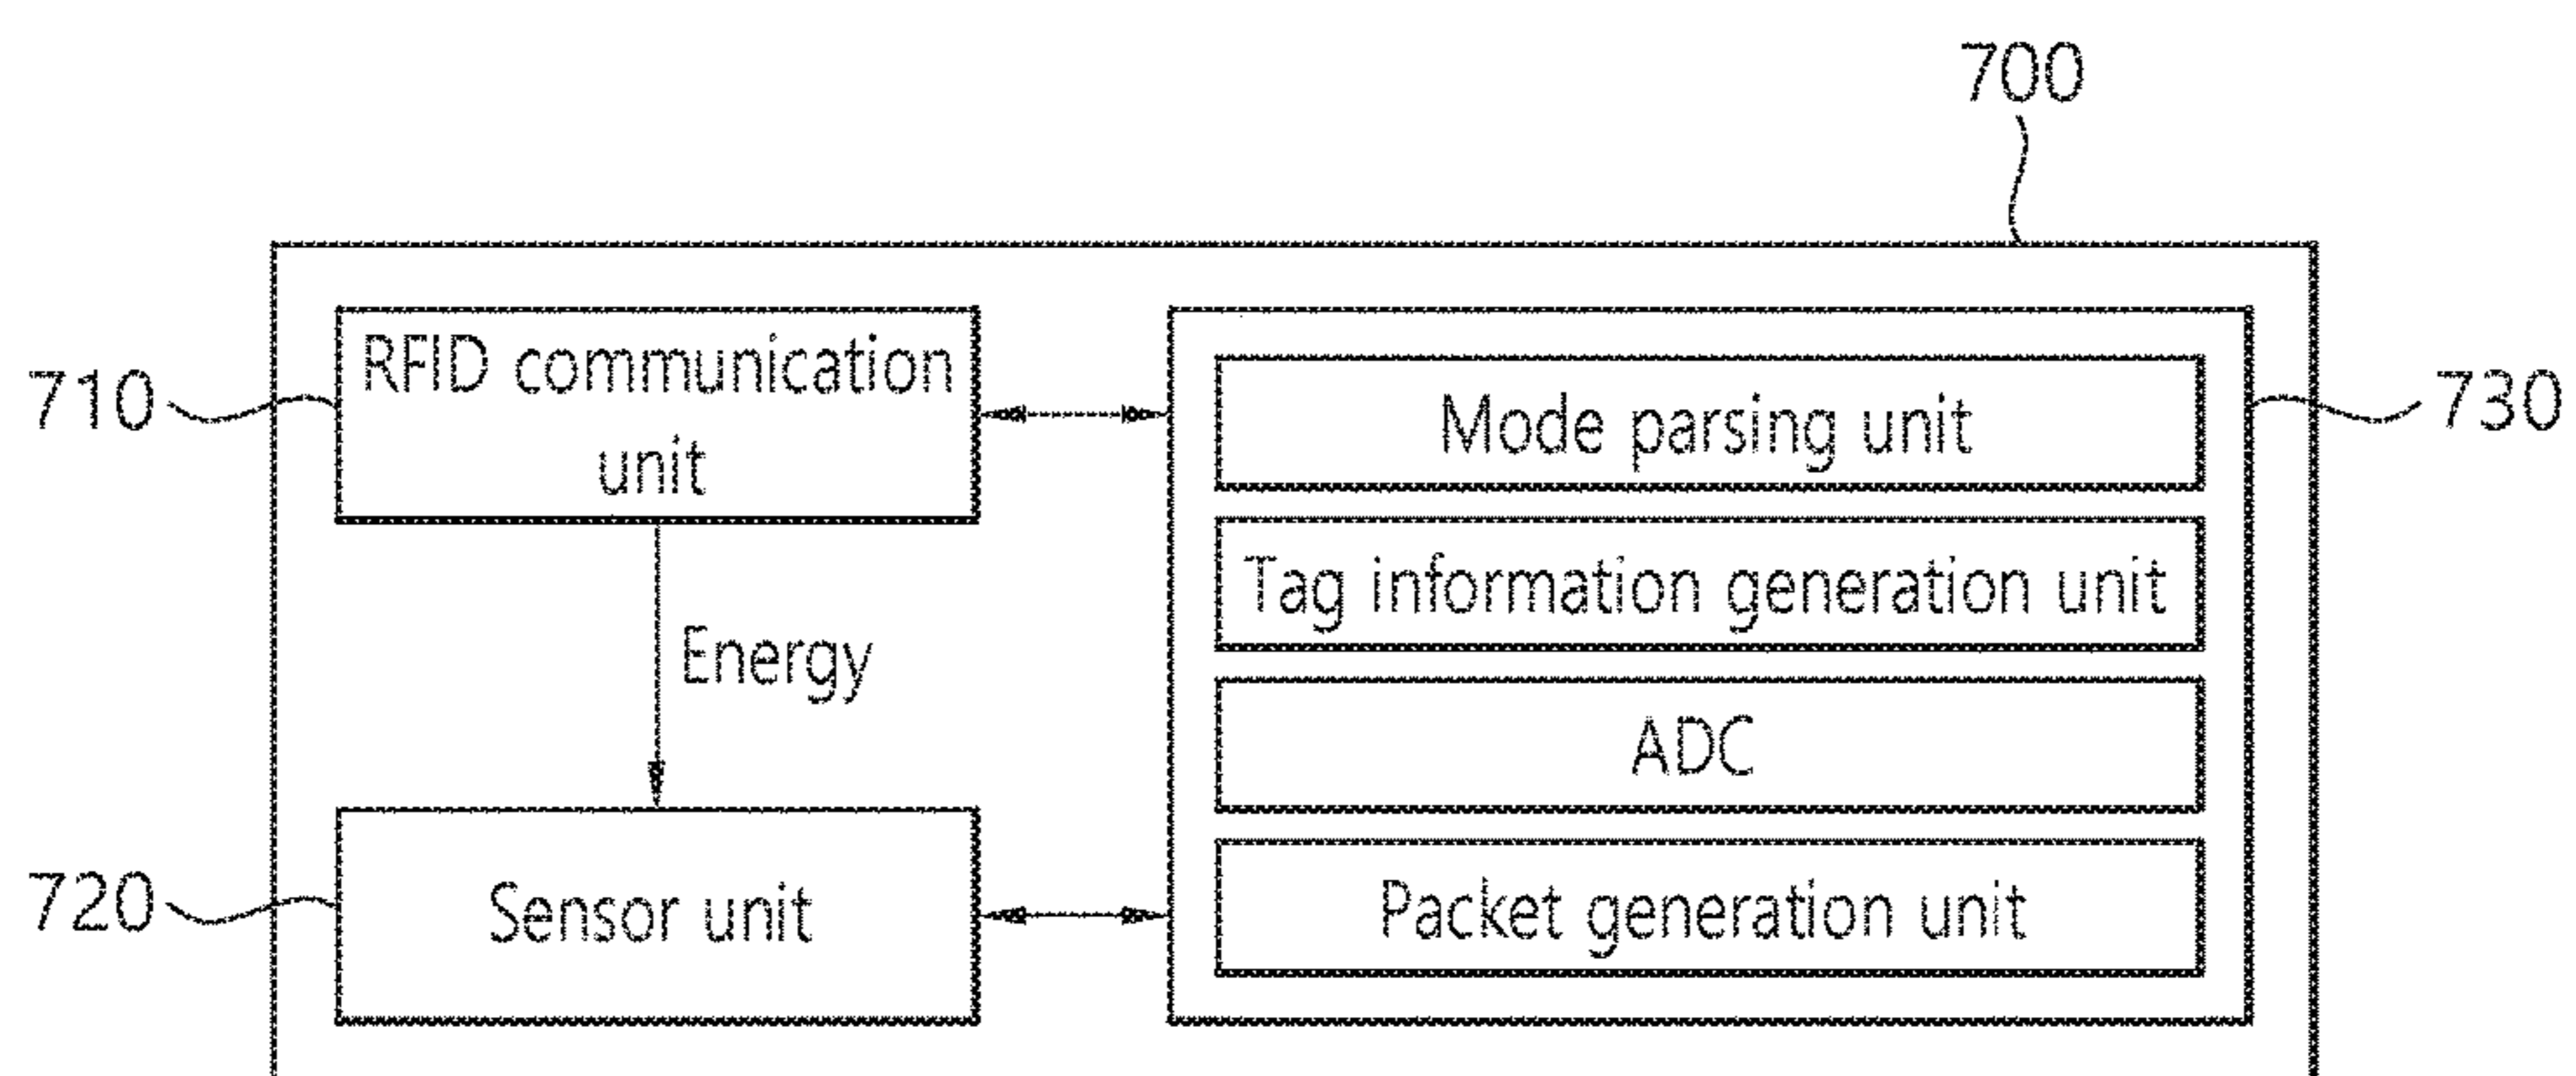 700
710
RFID communication
unit
Mode parsing unit
730
Tag information generation unit
Energy
ADC
720
Sensor unit
Packet generation unit